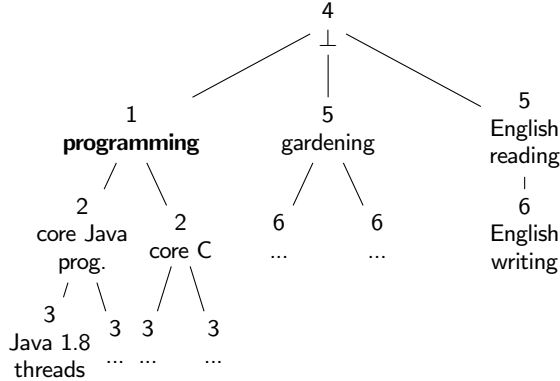 4
⊥
1
programming
5
gardening
5
English
reading
2
core Java
prog.
2
core C
6
...
6
...
6
English
writing
3
Java 1.8
threads
3
...
3
...
3
...